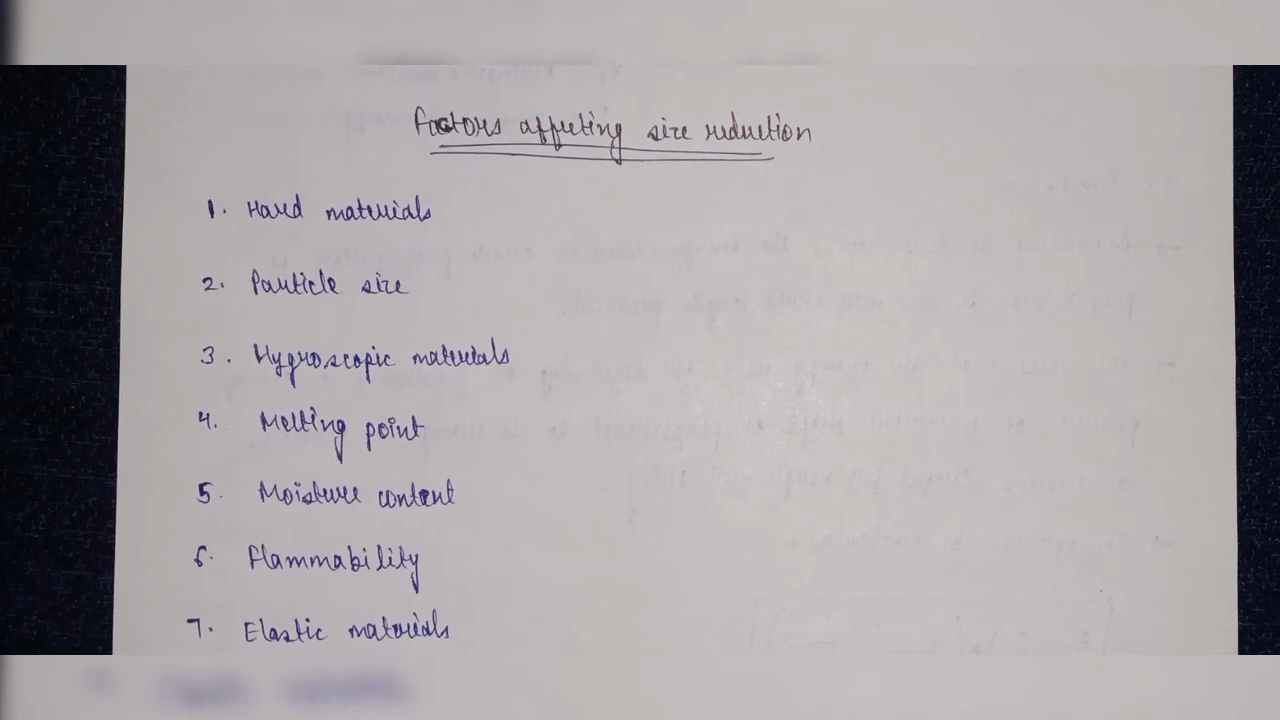 Factors affecting size reduction
1. Hard materials
2. Particle size
3. Hygroscopic materials
4. Melting point
5. Moisture content
6. Flammability
7. Elastic materials